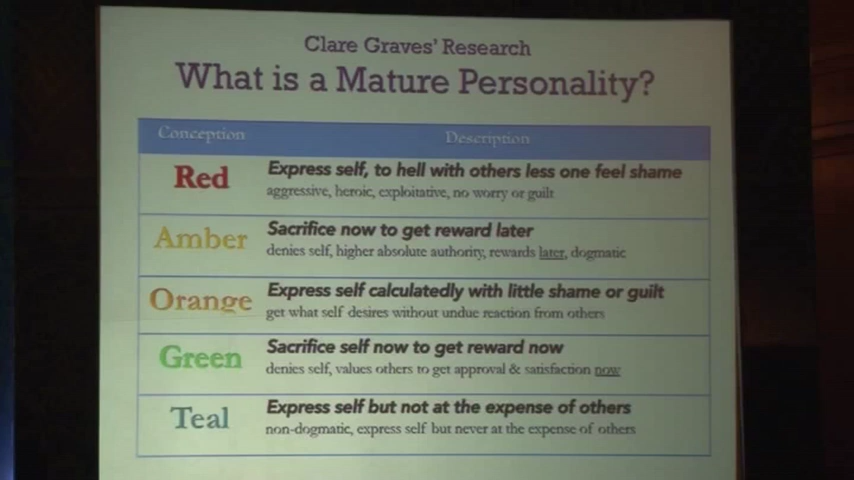 Clare Graves' Research
What is a Mature Personality?
Conception Description
Red Express self, to hell with others less one feel shame
aggressive, heroic, exploitative, no worry or guilt
Amber Sacrifice now to get reward later
denies self, higher absolute authority, rewards later, dogmatic
Orange Express self calculatedly with little shame or guilt
get what self desires without undue reaction from others
Green Sacrifice self now to get reward now
denies self, values others to get approval & satisfaction now
Teal Express self but not at the expense of others
non-dogmatic, express self but never at the expense of others